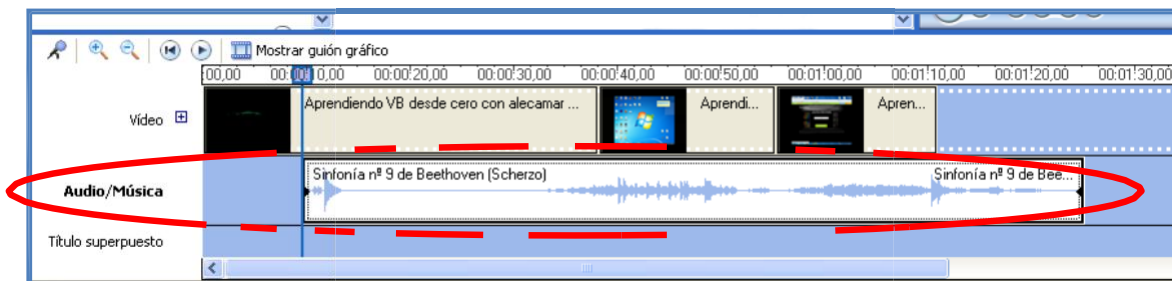 Mostrar guión gráfico
:00,00 00: 0,00 00:00:20,00 00:00:30,00 00:00:40,00 00:00:50,00 00:01:00,00 00:01:10,00 00:01:20,00 00:01:30,00
Vídeo
Aprendiendo VB desde cero con alecamar ... Aprendi... Apren...
Audio/Música
Sinfonía nº 9 de Beethoven (Scherzo) Sinfonía nº 9 de Bee...
Título superpuesto